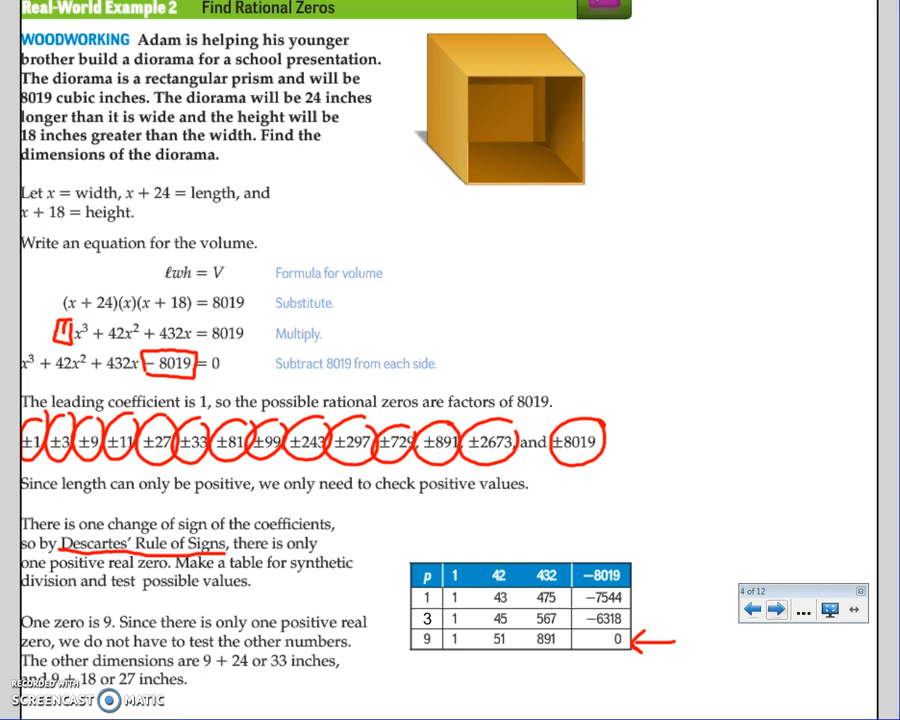 Real-World Example 2 Find Rational Zeros
WOODWORKING Adam is helping his younger
brother build a diorama for a school presentation.
The diorama is a rectangular prism and will be
8019 cubic inches. The diorama will be 24 inches
longer than it is wide and the height will be
18 inches greater than the width. Find the
dimensions of the diorama.
Let x = width, x + 24 = length, and
x + 18 = height.
Write an equation for the volume.
ℓwh = V Formula for volume
(x + 24)(x)(x + 18) = 8019 Substitute.
1 x³ + 42x² + 432x = 8019 Multiply.
x³ + 42x² + 432x − 8019 = 0 Subtract 8019 from each side.
The leading coefficient is 1, so the possible rational zeros are factors of 8019.
±1, ±3, ±9, ±11, ±27, ±33, ±81, ±99, ±243, ±297, ±729, ±891, ±2673, and ±8019
Since length can only be positive, we only need to check positive values.
There is one change of sign of the coefficients,
so by Descartes' Rule of Signs, there is only
one positive real zero. Make a table for synthetic
division and test possible values.
p 1 42 432 −8019
1 1 43 475 −7544
3 1 45 567 −6318
9 1 51 891 0
One zero is 9. Since there is only one positive real
zero, we do not have to test the other numbers.
The other dimensions are 9 + 24 or 33 inches,
and 9 + 18 or 27 inches.
4 of 12
...
RECORDED WITH
SCREENCAST MATIC